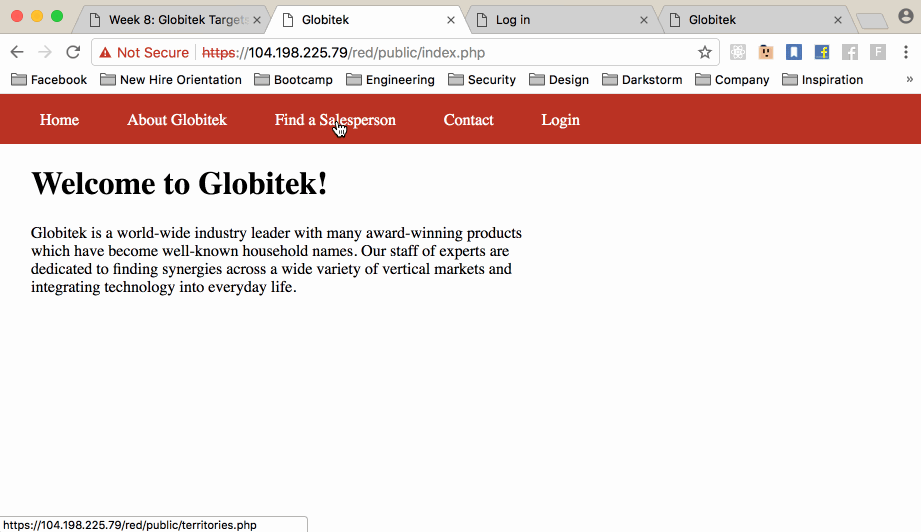 Week 8: Globitek Targets
Globitek
Log in
Globitek
Not Secure https://104.198.225.79/red/public/index.php
Facebook New Hire Orientation Bootcamp Engineering Security Design Darkstorm Company Inspiration »
Home About Globitek Find a Salesperson Contact Login
Welcome to Globitek!
Globitek is a world-wide industry leader with many award-winning products
which have become well-known household names. Our staff of experts are
dedicated to finding synergies across a wide variety of vertical markets and
integrating technology into everyday life.
https://104.198.225.79/red/public/territories.php